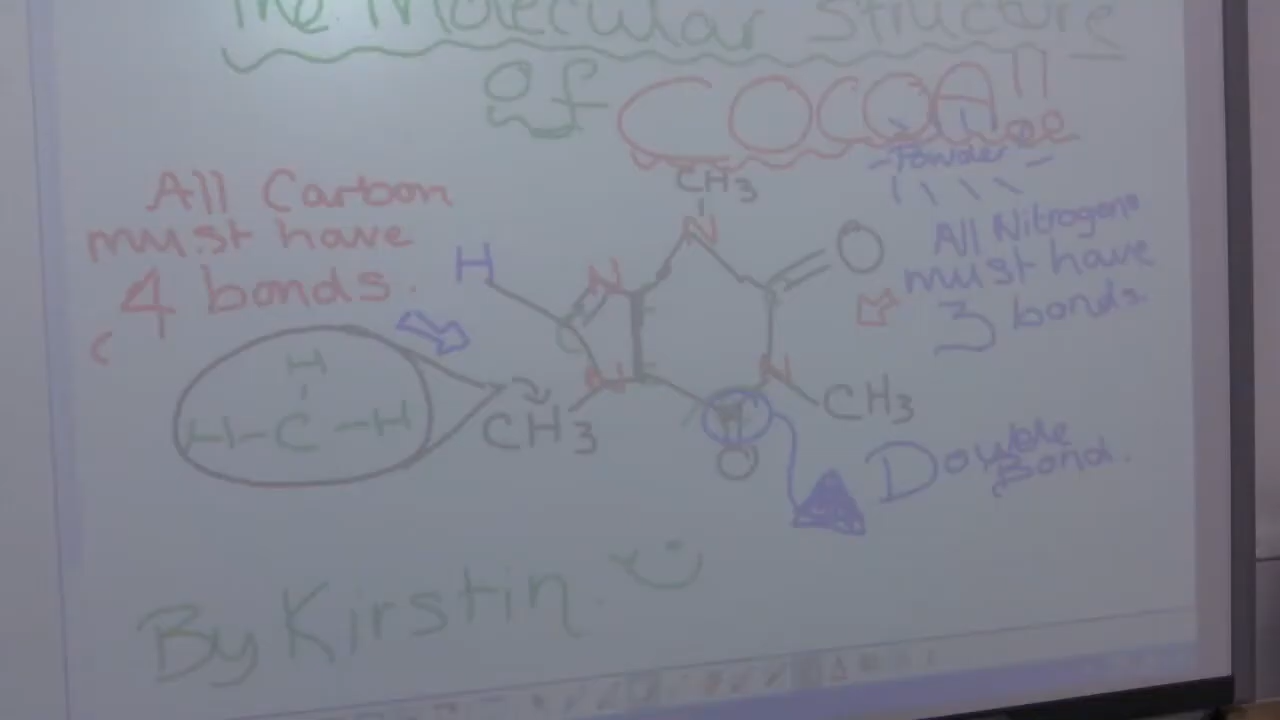 The Molecular Structure
of COCOA!!
Powder
All Carbon
must have
4 bonds.
All Nitrogens
must have
3 bonds.
CH3
N
O
H
N
C
N
N
CH3
CH3
O
H
H-C-H
Double
Bond.
By Kirstin